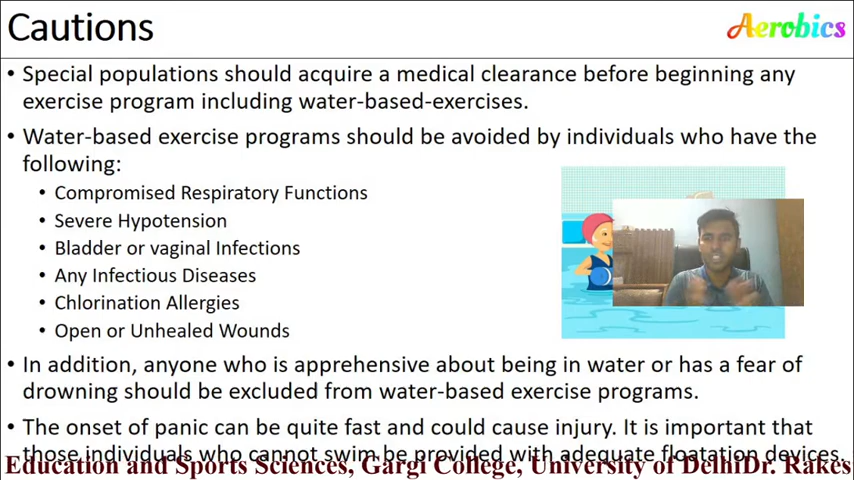 Cautions
Aerobics
• Special populations should acquire a medical clearance before beginning any
exercise program including water-based-exercises.
• Water-based exercise programs should be avoided by individuals who have the
following:
• Compromised Respiratory Functions
• Severe Hypotension
• Bladder or vaginal Infections
• Any Infectious Diseases
• Chlorination Allergies
• Open or Unhealed Wounds
• In addition, anyone who is apprehensive about being in water or has a fear of
drowning should be excluded from water-based exercise programs.
• The onset of panic can be quite fast and could cause injury. It is important that
those individuals who cannot swim be provided with adequate floatation devices.
Education and Sports Sciences, Gargi College, University of DelhiDr. Rakes